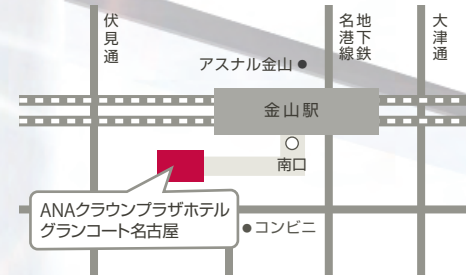 伏見通
地下鉄
名港線
大津通
アスナル金山
金山駅
南口
ANAクラウンプラザホテル
グランコート名古屋
コンビニ